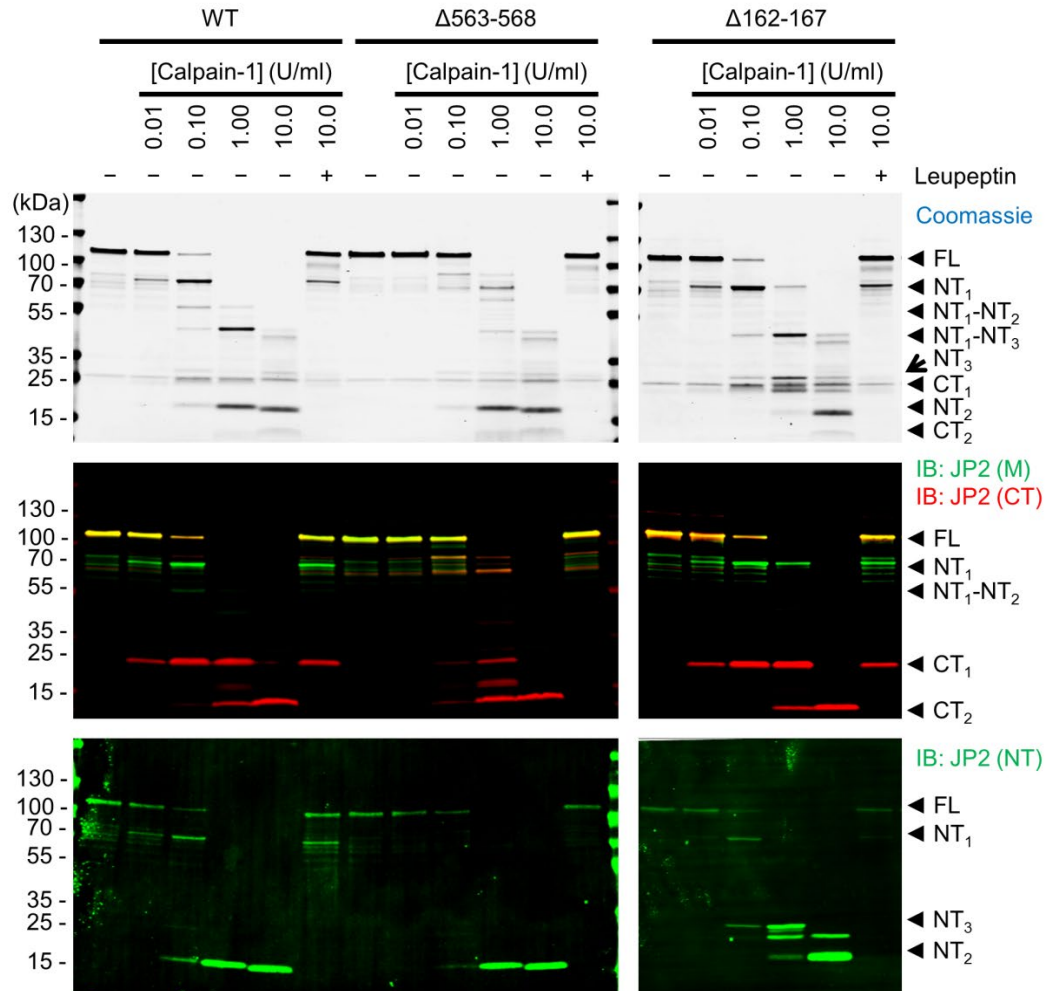 WT Δ563-568 Δ162-167
[Calpain-1] (U/ml) [Calpain-1] (U/ml) [Calpain-1] (U/ml)
0.01 0.10 1.00 10.0 10.0 0.01 0.10 1.00 10.0 10.0 0.01 0.10 1.00 10.0 10.0
– – – – – + – – – – – + – – – – – + Leupeptin
(kDa)
Coomassie
130 -
100 -
70 -
55 -
35 -
25 -
15 -
FL
NT₁
NT₁-NT₂
NT₁-NT₃
NT₃
CT₁
NT₂
CT₂
IB: JP2 (M)
IB: JP2 (CT)
130 -
100 -
70 -
55 -
35 -
25 -
15 -
FL
NT₁
NT₁-NT₂
CT₁
CT₂
IB: JP2 (NT)
130 -
100 -
70 -
55 -
35 -
25 -
15 -
FL
NT₁
NT₃
NT₂